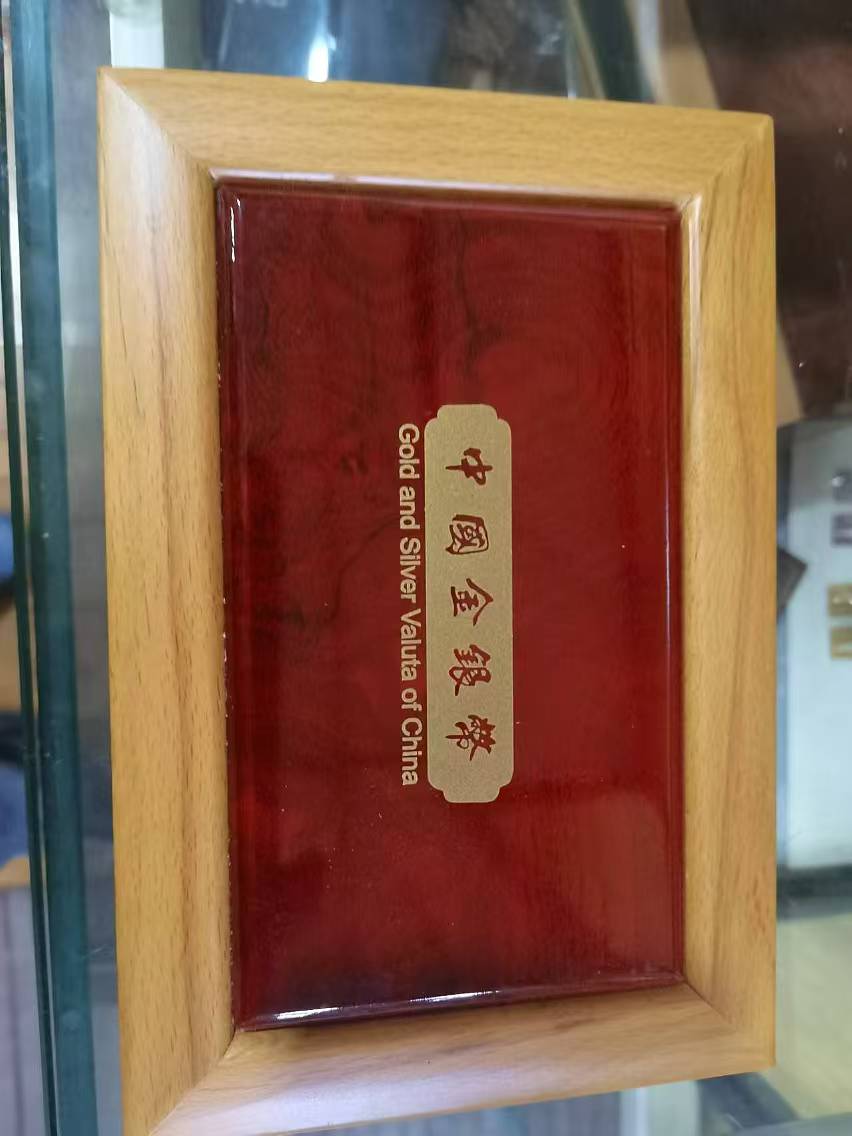 中國金銀幣
Gold and Silver Valuta of China